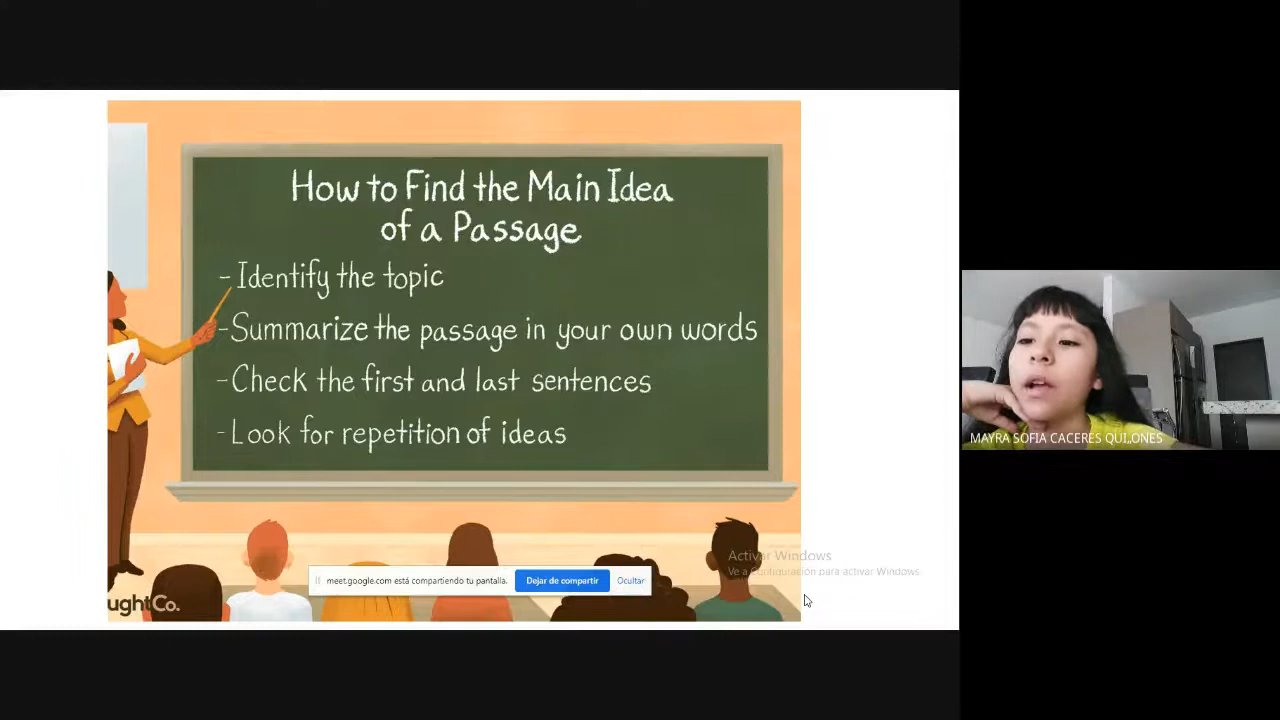 How to Find the Main Idea
of a Passage
- Identify the topic
- Summarize the passage in your own words
- Check the first and last sentences
- Look for repetition of ideas
MAYRA SOFIA CACERES QUI,,ONES
Activar Windows
Ve a Configuración para activar Windows.
meet.google.com está compartiendo tu pantalla. Dejar de compartir Ocultar
ughtCo.